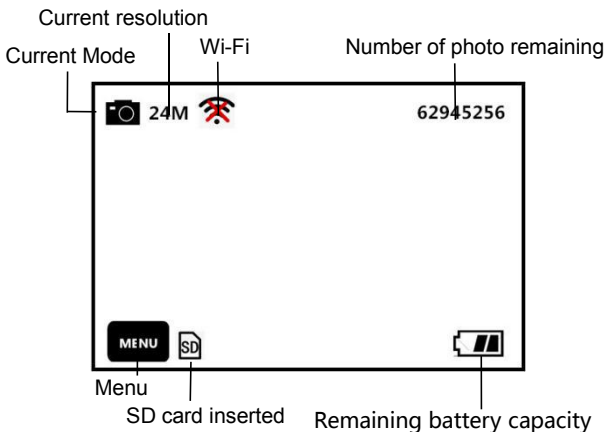 Current resolution
Current Mode
Wi-Fi
Number of photo remaining
24M
62945256
MENU
SD
Menu
SD card inserted
Remaining battery capacity